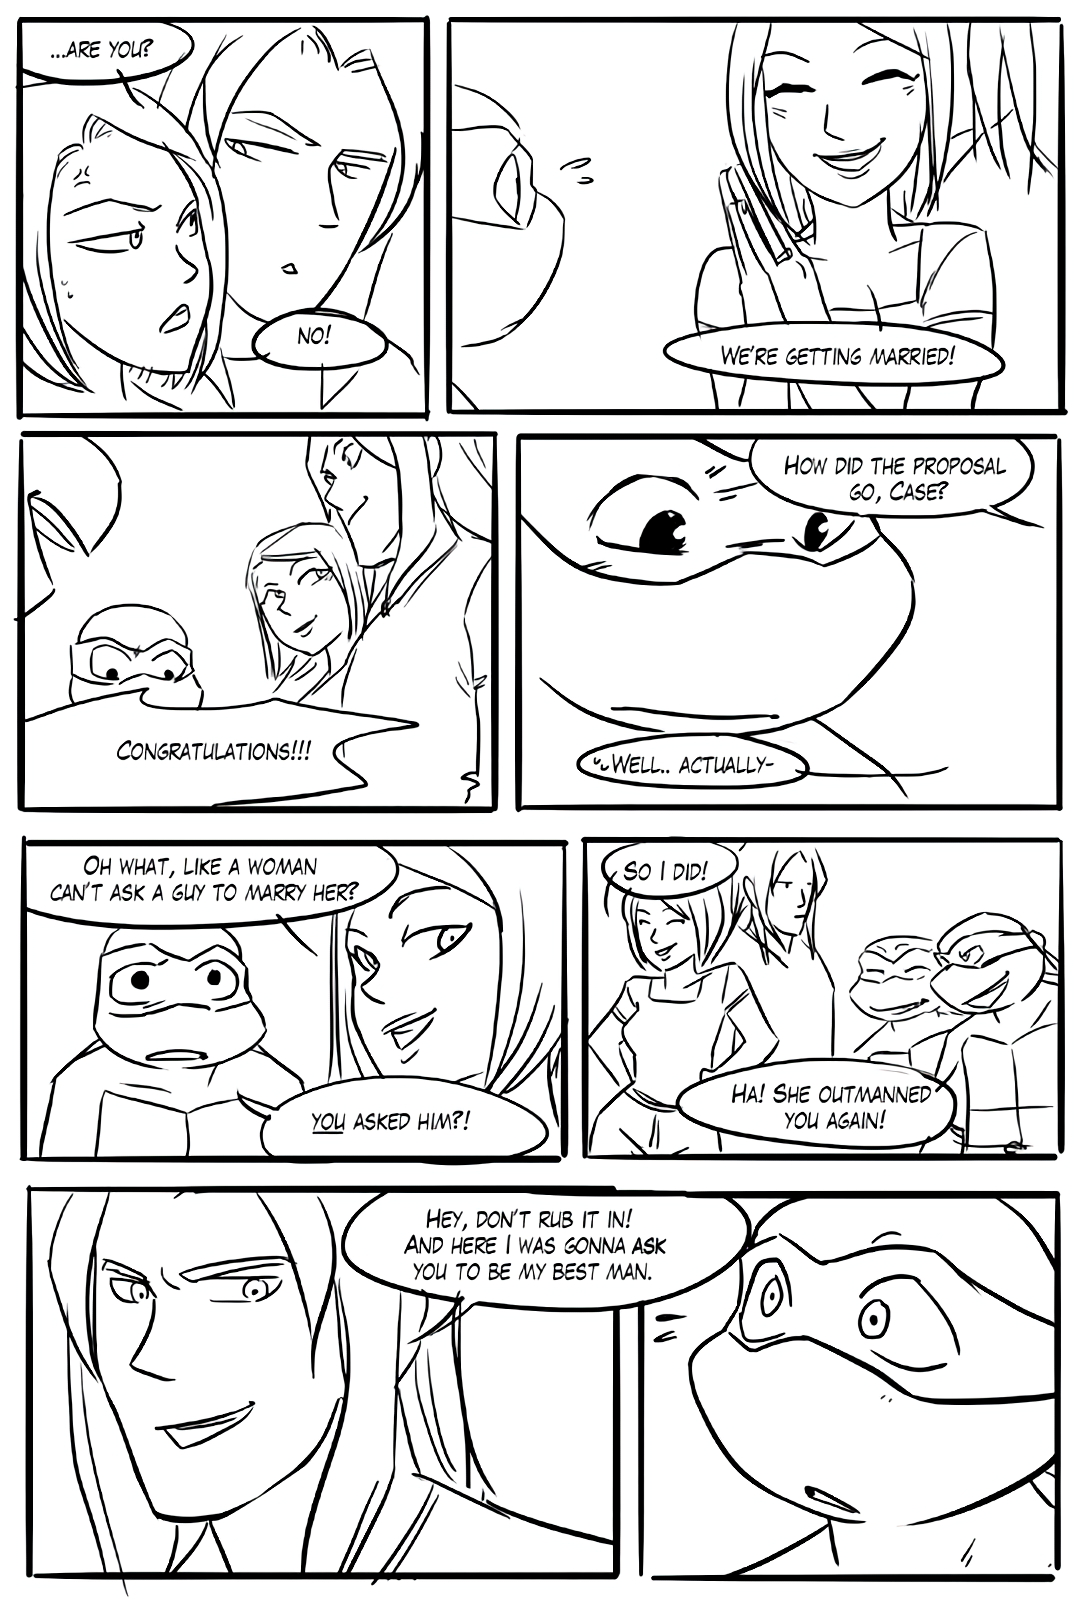 ...ARE YOU?
NO!
WE'RE GETTING MARRIED!
CONGRATULATIONS!!!
HOW DID THE PROPOSAL
GO, CASE?
WELL.. ACTUALLY-
OH WHAT, LIKE A WOMAN
CAN'T ASK A GUY TO MARRY HER?
YOU ASKED HIM?!
SO I DID!
HA! SHE OUTMANNED
YOU AGAIN!
HEY, DON'T RUB IT IN!
AND HERE I WAS GONNA ASK
YOU TO BE MY BEST MAN.